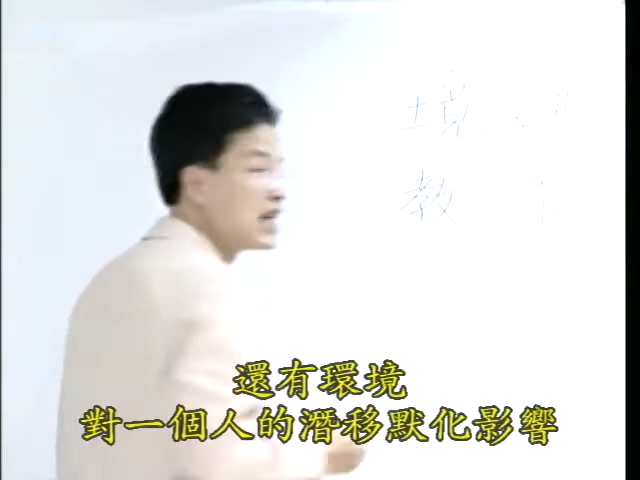 境
教
還有環境
對一個人的潛移默化影響